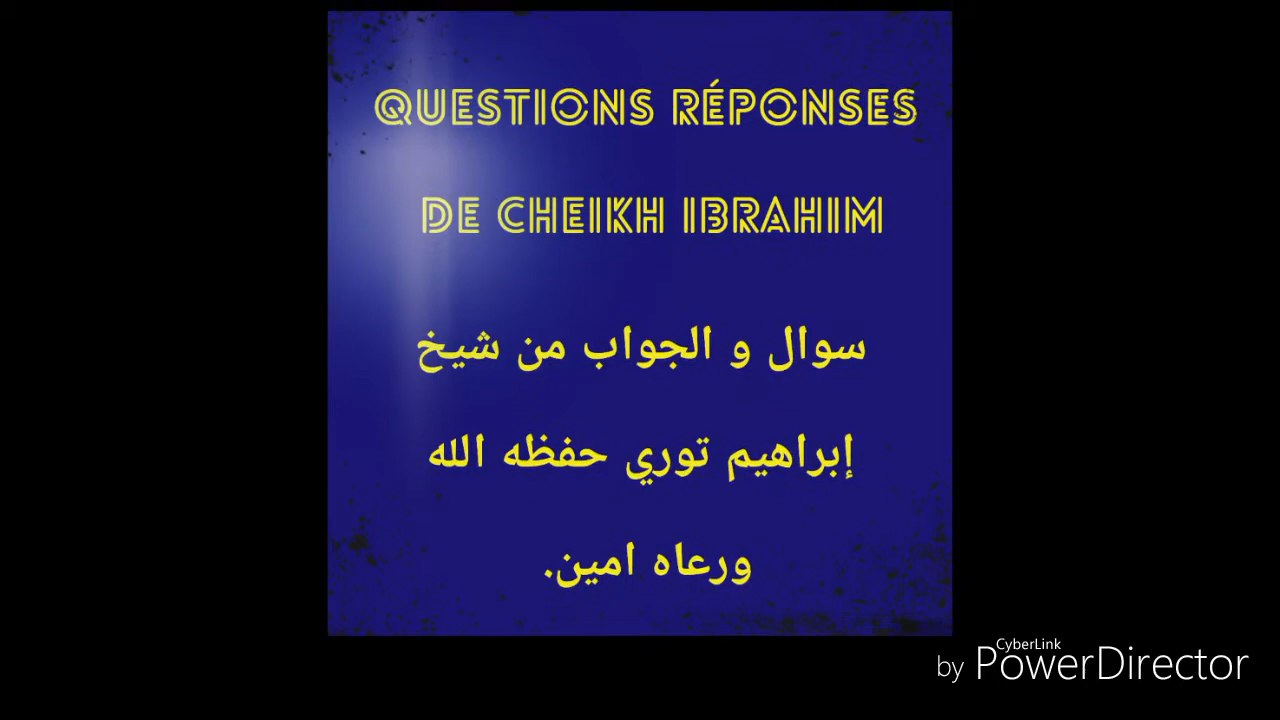 QUESTIONS RÉPONSES
DE CHEIKH IBRAHIM
سوال و الجواب من شيخ
إبراهيم توري حفظه الله
ورعاه امين.
CyberLink
by PowerDirector